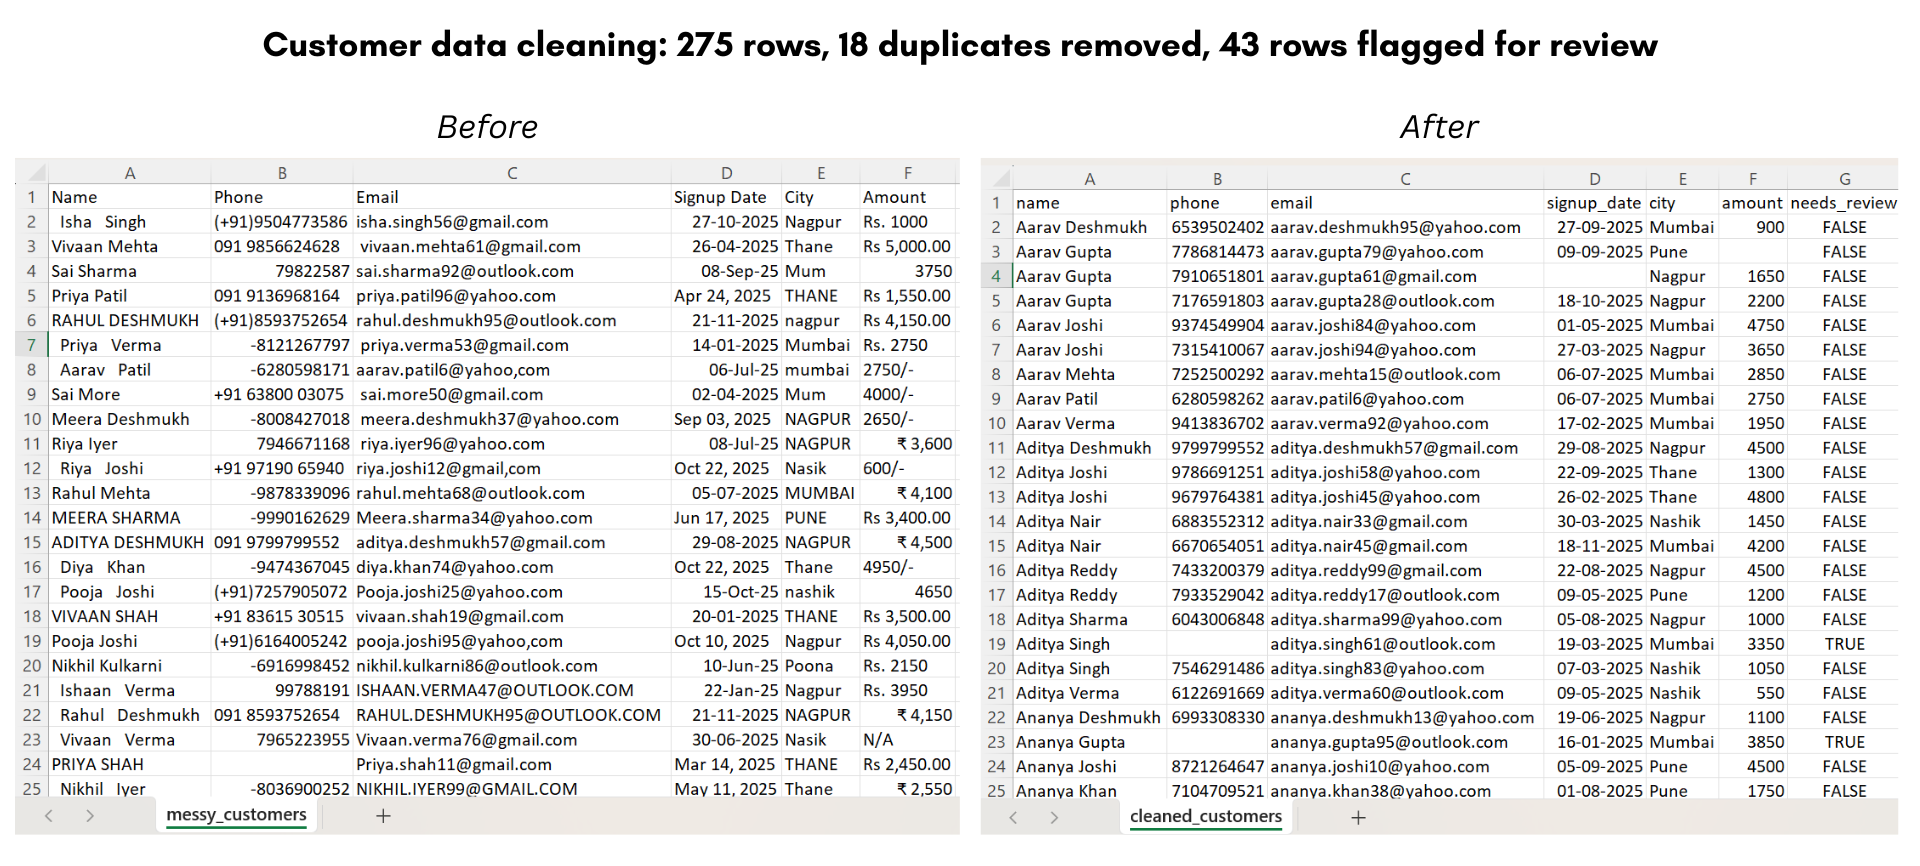 Customer data cleaning: 275 rows, 18 duplicates removed, 43 rows flagged for review
Before
A B C D E F
1 Name Phone Email Signup Date City Amount
2 Isha Singh (+91)9504773586 isha.singh56@gmail.com 27-10-2025 Nagpur Rs. 1000
3 Vivaan Mehta 091 9856624628 vivaan.mehta61@gmail.com 26-04-2025 Thane Rs 5,000.00
4 Sai Sharma 79822587 sai.sharma92@outlook.com 08-Sep-25 Mum 3750
5 Priya Patil 091 9136968164 priya.patil96@yahoo.com Apr 24, 2025 THANE Rs 1,550.00
6 RAHUL DESHMUKH (+91)8593752654 rahul.deshmukh95@outlook.com 21-11-2025 nagpur Rs 4,150.00
7 Priya Verma -8121267797 priya.verma53@gmail.com 14-01-2025 Mumbai Rs. 2750
8 Aarav Patil -6280598171 aarav.patil6@yahoo,com 06-Jul-25 mumbai 2750/-
9 Sai More +91 63800 03075 sai.more50@gmail.com 02-04-2025 Mum 4000/-
10 Meera Deshmukh -8008427018 meera.deshmukh37@yahoo.com Sep 03, 2025 NAGPUR 2650/-
11 Riya Iyer 7946671168 riya.iyer96@yahoo.com 08-Jul-25 NAGPUR ₹ 3,600
12 Riya Joshi +91 97190 65940 riya.joshi12@gmail,com Oct 22, 2025 Nasik 600/-
13 Rahul Mehta -9878339096 rahul.mehta68@outlook.com 05-07-2025 MUMBAI ₹ 4,100
14 MEERA SHARMA -9990162629 Meera.sharma34@yahoo.com Jun 17, 2025 PUNE Rs 3,400.00
15 ADITYA DESHMUKH 091 9799799552 aditya.deshmukh57@gmail.com 29-08-2025 NAGPUR ₹ 4,500
16 Diya Khan -9474367045 diya.khan74@yahoo.com Oct 22, 2025 Thane 4950/-
17 Pooja Joshi (+91)7257905072 Pooja.joshi25@yahoo.com 15-Oct-25 nashik 4650
18 VIVAAN SHAH +91 83615 30515 vivaan.shah19@gmail.com 20-01-2025 THANE Rs 3,500.00
19 Pooja Joshi (+91)6164005242 pooja.joshi95@yahoo,com Oct 10, 2025 Nagpur Rs 4,050.00
20 Nikhil Kulkarni -6916998452 nikhil.kulkarni86@outlook.com 10-Jun-25 Poona Rs. 2150
21 Ishaan Verma 99788191 ISHAAN.VERMA47@OUTLOOK.COM 22-Jan-25 Nagpur Rs. 3950
22 Rahul Deshmukh 091 8593752654 RAHUL.DESHMUKH95@OUTLOOK.COM 21-11-2025 NAGPUR ₹ 4,150
23 Vivaan Verma 7965223955 Vivaan.verma76@gmail.com 30-06-2025 Nasik N/A
24 PRIYA SHAH Priya.shah11@gmail.com Mar 14, 2025 THANE Rs 2,450.00
25 Nikhil Iyer -8036900252 NIKHIL.IYER99@GMAIL.COM May 11, 2025 Thane ₹ 2,550
messy_customers
After
A B C D E F G
1 name phone email signup_date city amount needs_review
2 Aarav Deshmukh 6539502402 aarav.deshmukh95@yahoo.com 27-09-2025 Mumbai 900 FALSE
3 Aarav Gupta 7786814473 aarav.gupta79@yahoo.com 09-09-2025 Pune FALSE
4 Aarav Gupta 7910651801 aarav.gupta61@gmail.com Nagpur 1650 FALSE
5 Aarav Gupta 7176591803 aarav.gupta28@outlook.com 18-10-2025 Nagpur 2200 FALSE
6 Aarav Joshi 9374549904 aarav.joshi84@yahoo.com 01-05-2025 Mumbai 4750 FALSE
7 Aarav Joshi 7315410067 aarav.joshi94@yahoo.com 27-03-2025 Nagpur 3650 FALSE
8 Aarav Mehta 7252500292 aarav.mehta15@outlook.com 06-07-2025 Mumbai 2850 FALSE
9 Aarav Patil 6280598262 aarav.patil6@yahoo.com 06-07-2025 Mumbai 2750 FALSE
10 Aarav Verma 9413836702 aarav.verma92@yahoo.com 17-02-2025 Mumbai 1950 FALSE
11 Aditya Deshmukh 9799799552 aditya.deshmukh57@gmail.com 29-08-2025 Nagpur 4500 FALSE
12 Aditya Joshi 9786691251 aditya.joshi58@yahoo.com 22-09-2025 Thane 1300 FALSE
13 Aditya Joshi 9679764381 aditya.joshi45@yahoo.com 26-02-2025 Thane 4800 FALSE
14 Aditya Nair 6883552312 aditya.nair33@gmail.com 30-03-2025 Nashik 1450 FALSE
15 Aditya Nair 6670654051 aditya.nair45@gmail.com 18-11-2025 Mumbai 4200 FALSE
16 Aditya Reddy 7433200379 aditya.reddy99@gmail.com 22-08-2025 Nagpur 4500 FALSE
17 Aditya Reddy 7933529042 aditya.reddy17@outlook.com 09-05-2025 Pune 1200 FALSE
18 Aditya Sharma 6043006848 aditya.sharma99@yahoo.com 05-08-2025 Nagpur 1000 FALSE
19 Aditya Singh aditya.singh61@outlook.com 19-03-2025 Mumbai 3350 TRUE
20 Aditya Singh 7546291486 aditya.singh83@yahoo.com 07-03-2025 Nashik 1050 FALSE
21 Aditya Verma 6122691669 aditya.verma60@outlook.com 09-05-2025 Nashik 550 FALSE
22 Ananya Deshmukh 6993308330 ananya.deshmukh13@yahoo.com 19-06-2025 Nagpur 1100 FALSE
23 Ananya Gupta ananya.gupta95@outlook.com 16-01-2025 Mumbai 3850 TRUE
24 Ananya Joshi 8721264647 ananya.joshi10@yahoo.com 05-09-2025 Pune 4500 FALSE
25 Ananya Khan 7104709521 ananya.khan38@yahoo.com 01-08-2025 Pune 1750 FALSE
cleaned_customers